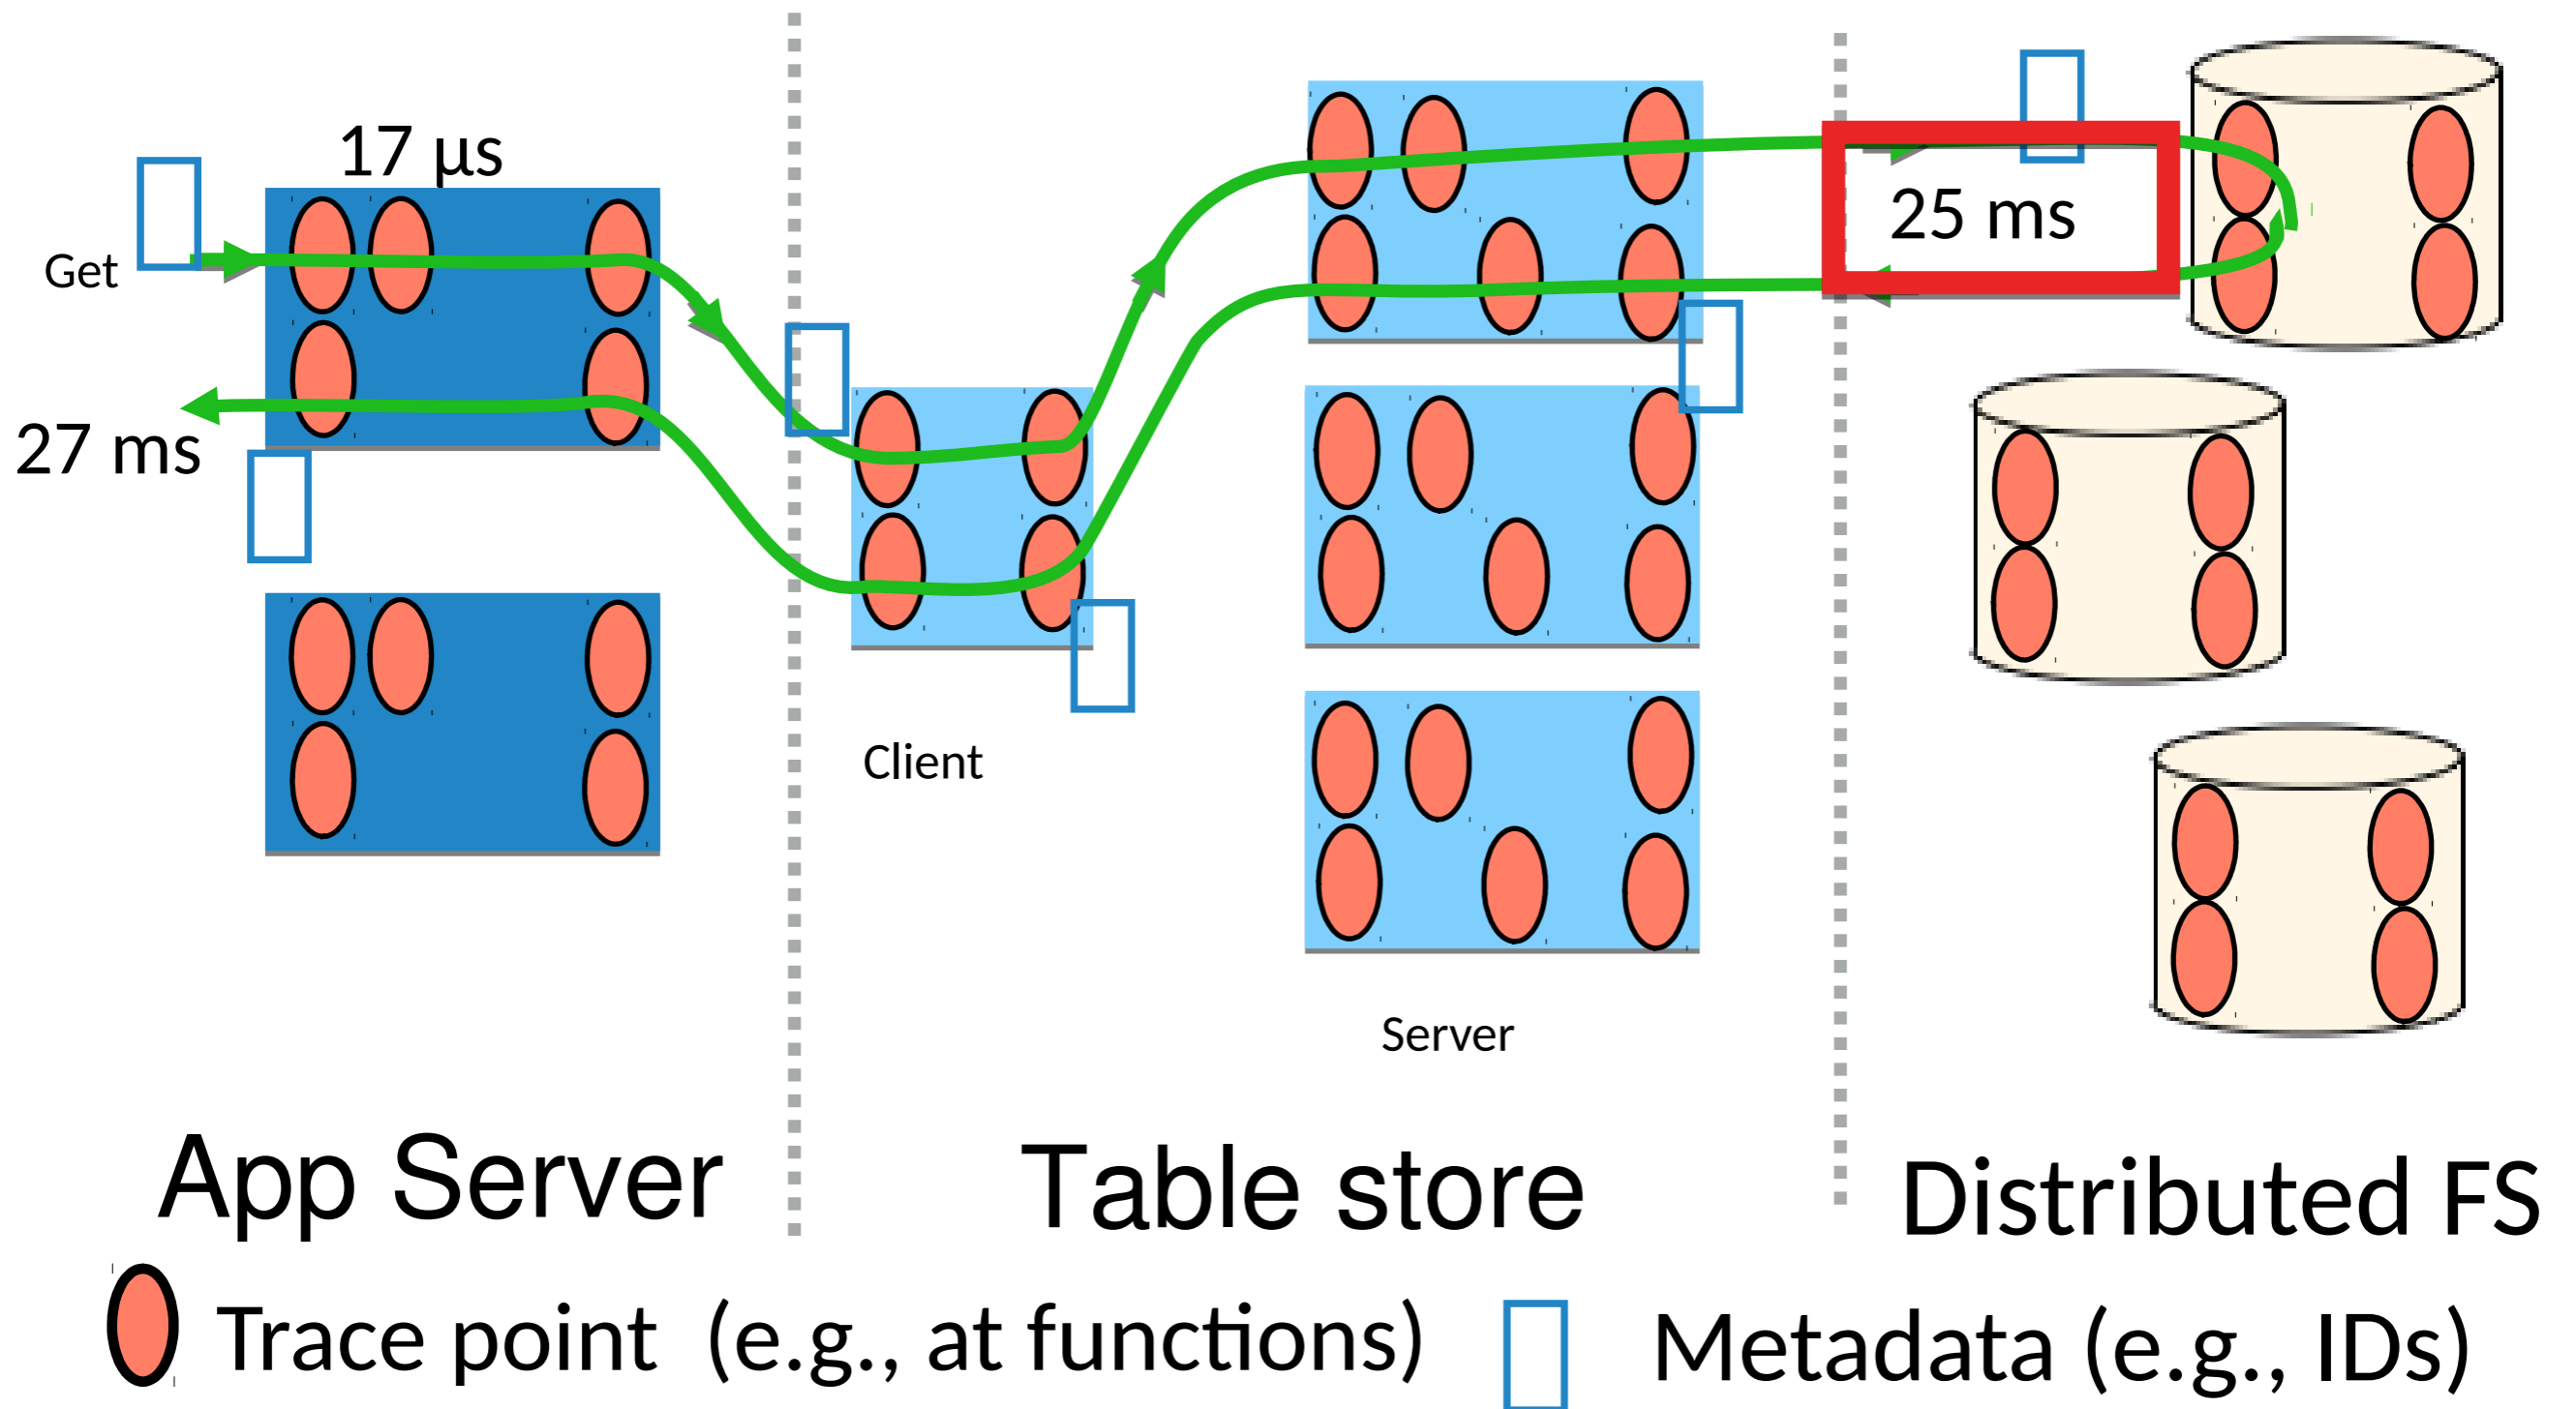 17 µs
25 ms
Get
27 ms
Client
Server
App Server
Table store
Distributed FS
Trace point (e.g., at functions)
Metadata (e.g., IDs)